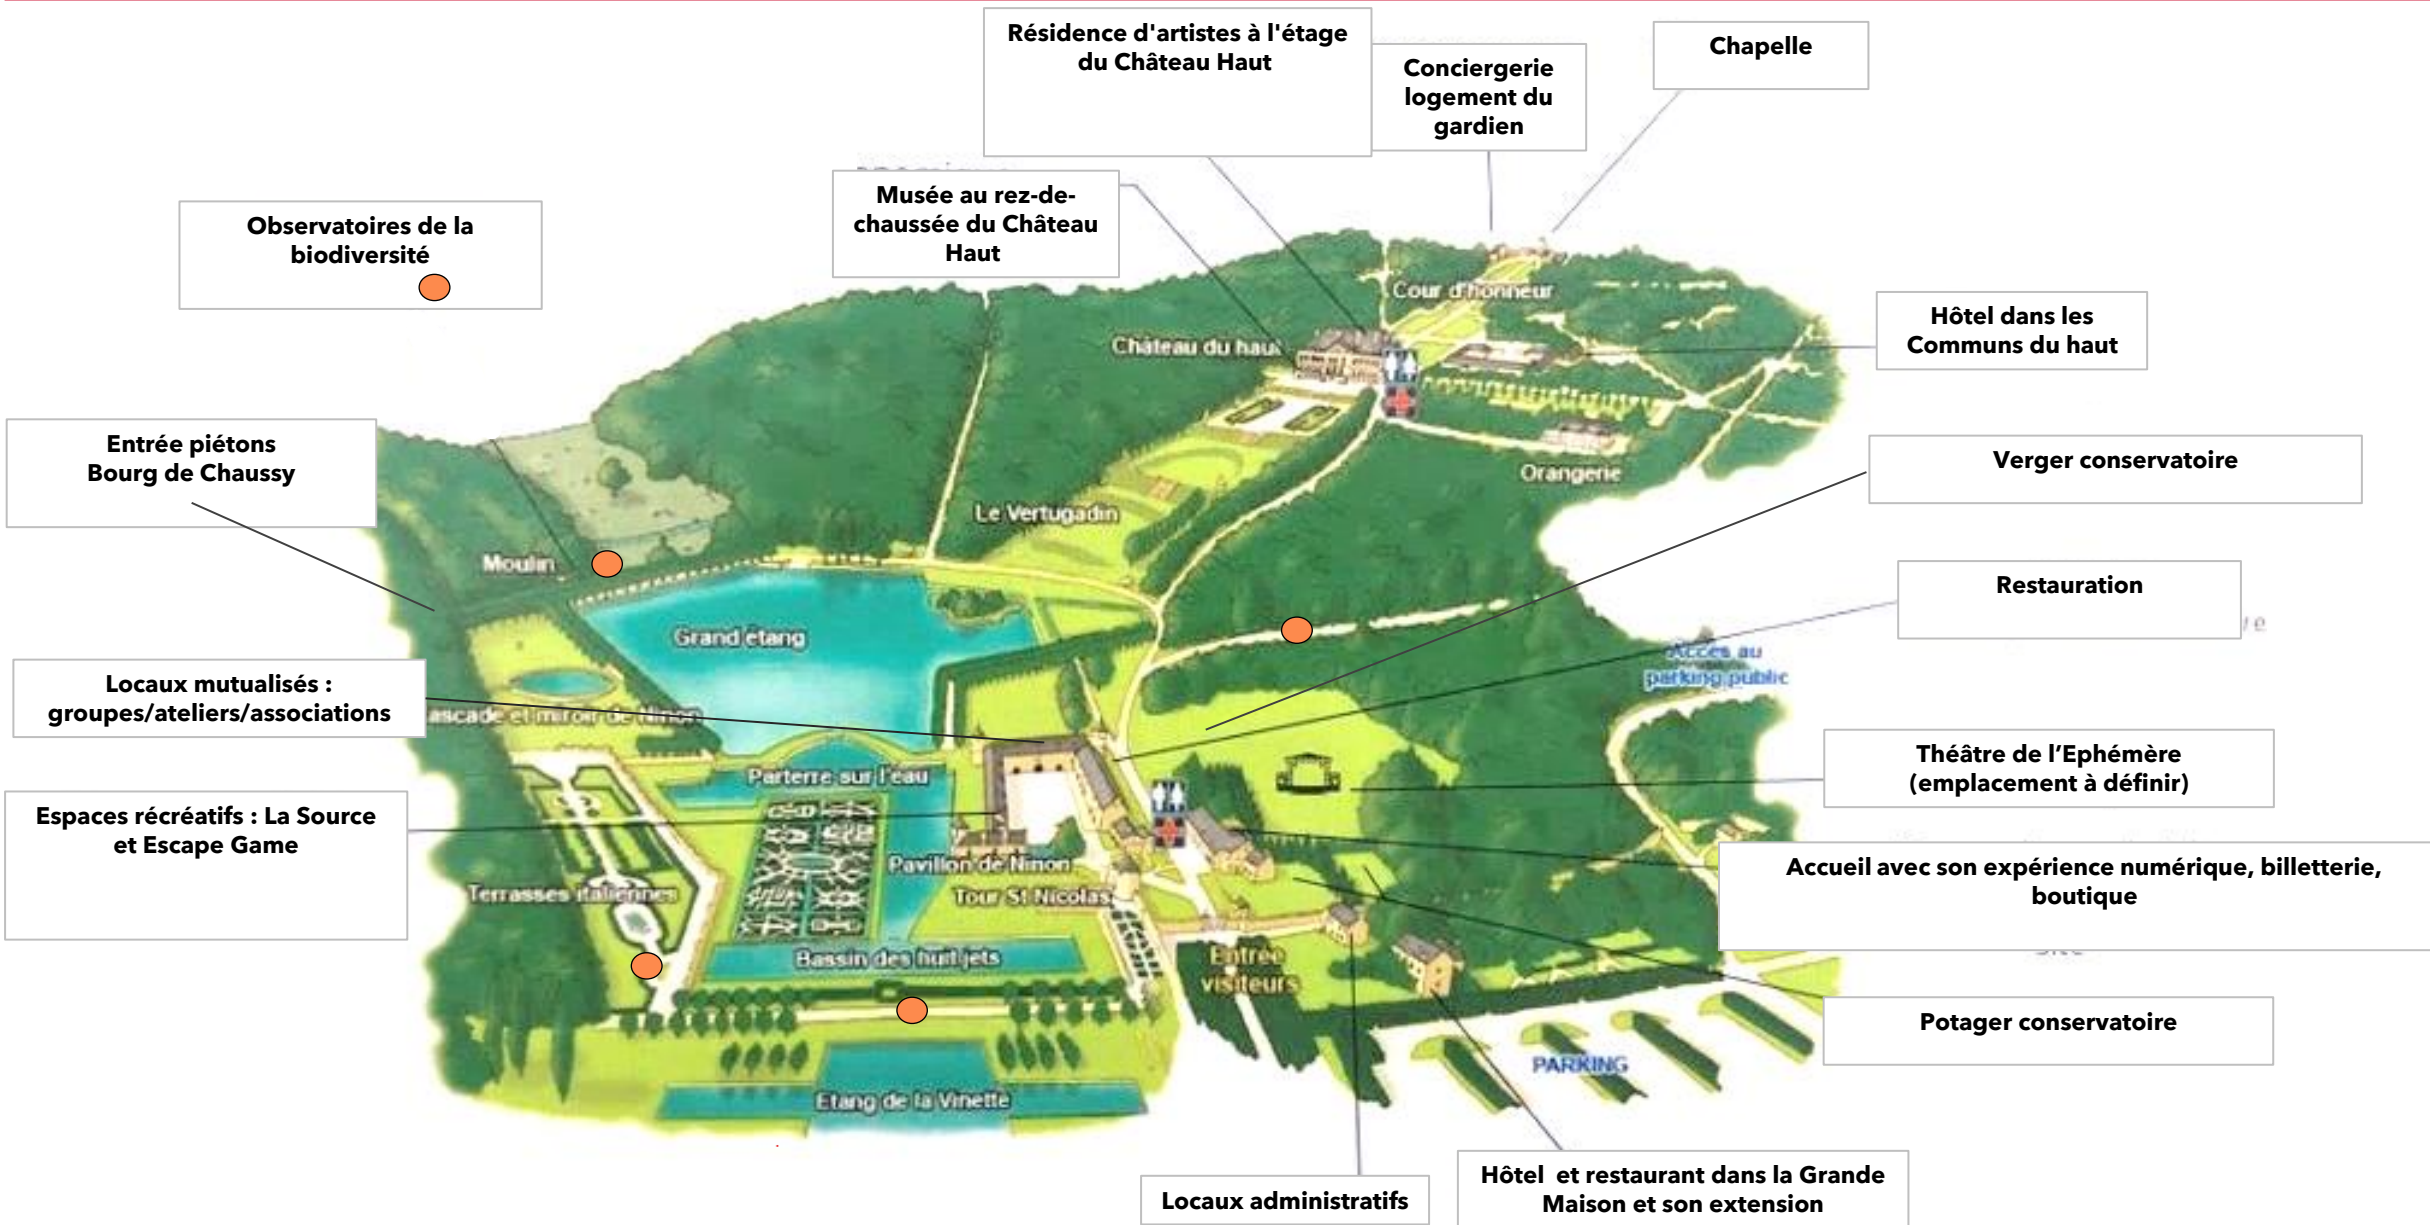 Résidence d'artistes à l'étage
du Château Haut
Conciergerie
logement du
gardien
Chapelle
Musée au rez-de-
chaussée du Château
Haut
Observatoires de la
biodiversité
Cour d'honneur
Château du haut
Hôtel dans les
Communs du haut
Entrée piétons
Bourg de Chaussy
Verger conservatoire
Orangerie
Le Vertugadin
Moulin
Restauration
Grand étang
Accès au
parking public
Locaux mutualisés :
groupes/ateliers/associations
ascade et miroir de Ninon
Théâtre de l'Ephémère
(emplacement à définir)
Parterre sur l'eau
Espaces récréatifs : La Source
et Escape Game
Pavillon de Ninon
Accueil avec son expérience numérique, billetterie,
boutique
Terrasses italiennes
Tour St Nicolas
Bassin des huit jets
Entrée
visiteurs
Potager conservatoire
PARKING
Etang de la Vinette
Locaux administratifs
Hôtel et restaurant dans la Grande
Maison et son extension